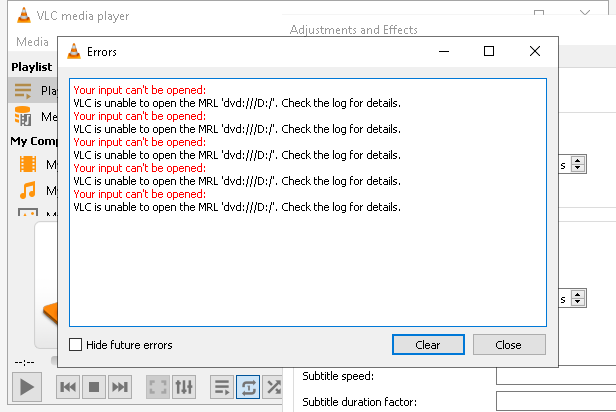 VLC media player
Adjustments and Effects
Media
Errors
Playlist
Your input can't be opened:
VLC is unable to open the MRL 'dvd:///D:/'. Check the log for details.
Your input can't be opened:
VLC is unable to open the MRL 'dvd:///D:/'. Check the log for details.
Your input can't be opened:
VLC is unable to open the MRL 'dvd:///D:/'. Check the log for details.
Your input can't be opened:
VLC is unable to open the MRL 'dvd:///D:/'. Check the log for details.
Your input can't be opened:
VLC is unable to open the MRL 'dvd:///D:/'. Check the log for details.
Pla
Me
My Comp
My
My
s
s
Hide future errors
Clear
Close
--:--
Subtitle speed:
Subtitle duration factor: